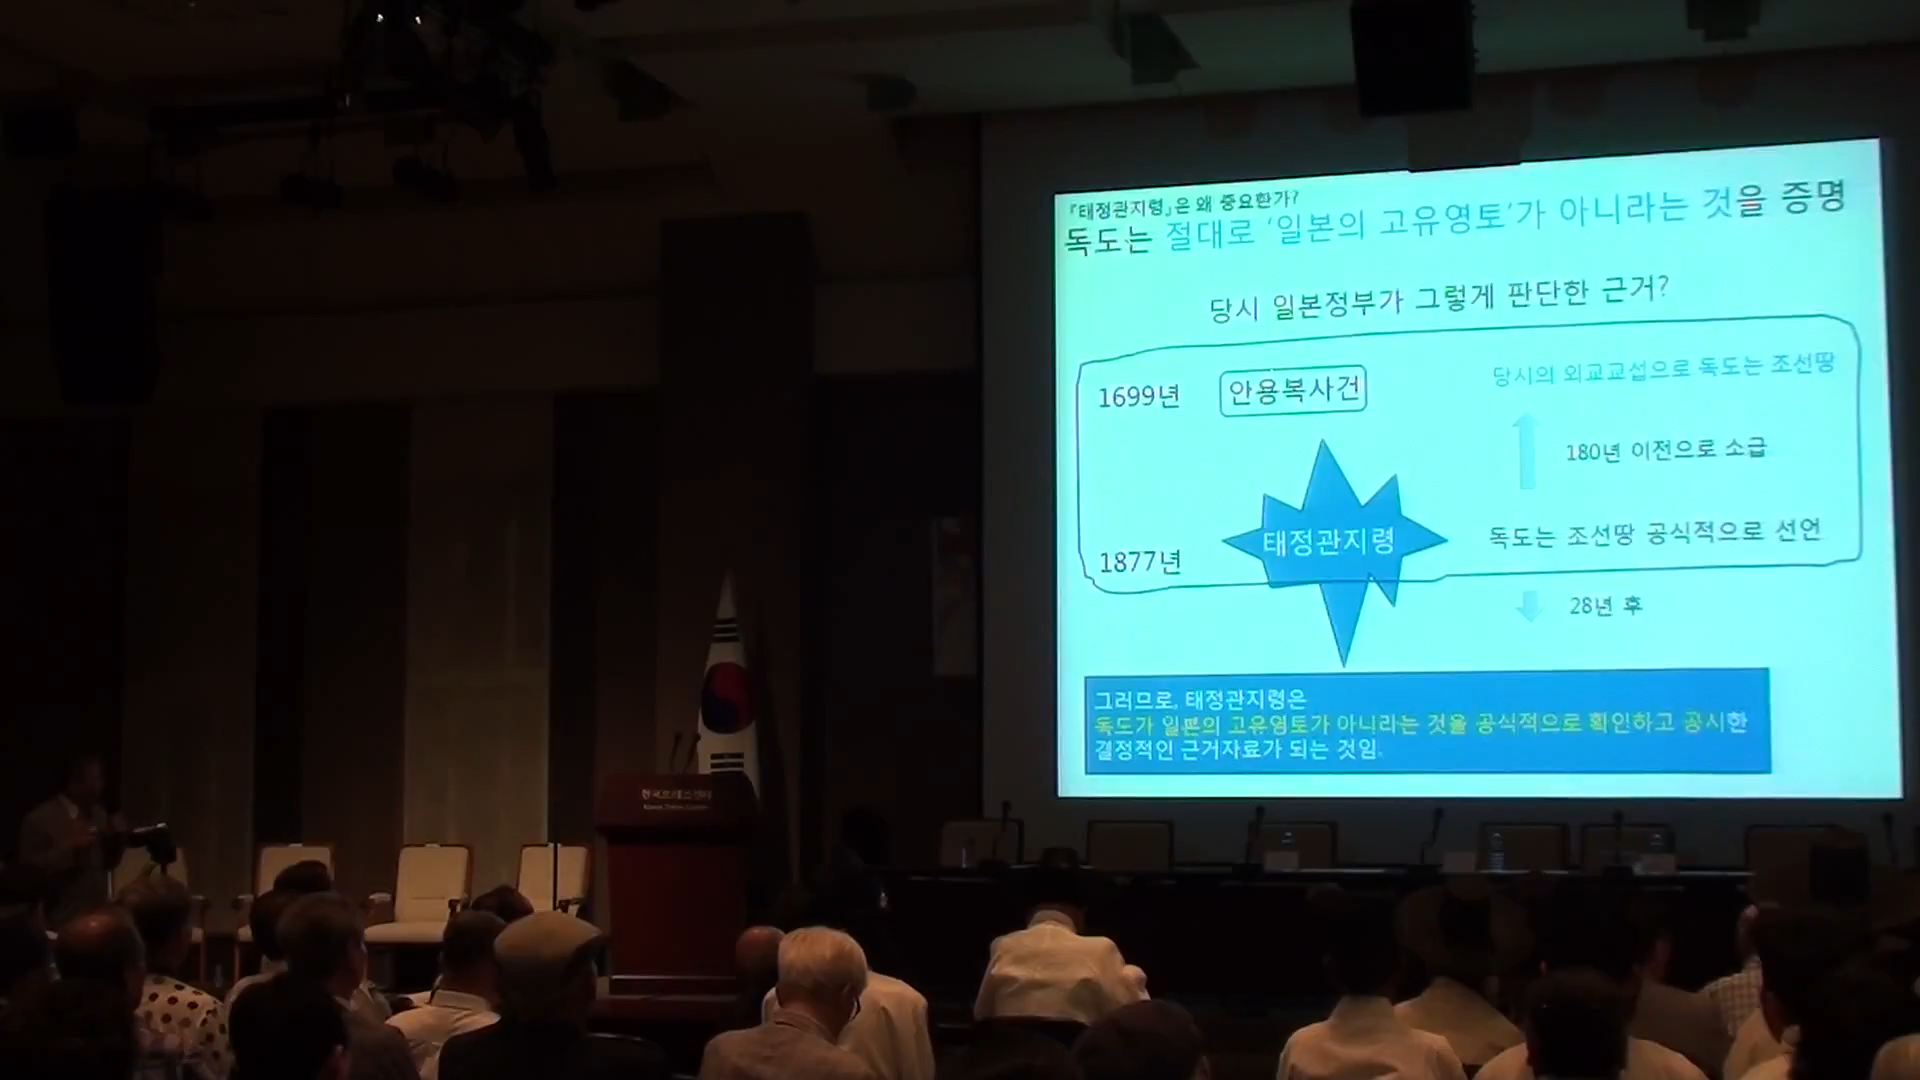 『태정관지령』은 왜 중요한가?
독도는 절대로 '일본의 고유영토'가 아니라는 것을 증명
당시 일본정부가 그렇게 판단한 근거?
1699년 안용복사건 당시의 외교교섭으로 독도는 조선땅
180년 이전으로 소급
1877년 태정관지령 독도는 조선땅 공식적으로 선언
28년 후
그러므로, 태정관지령은
독도가 일본의 고유영토가 아니라는 것을 공식적으로 확인하고 공시한
결정적인 근거자료가 되는 것임.
한국프레스센터